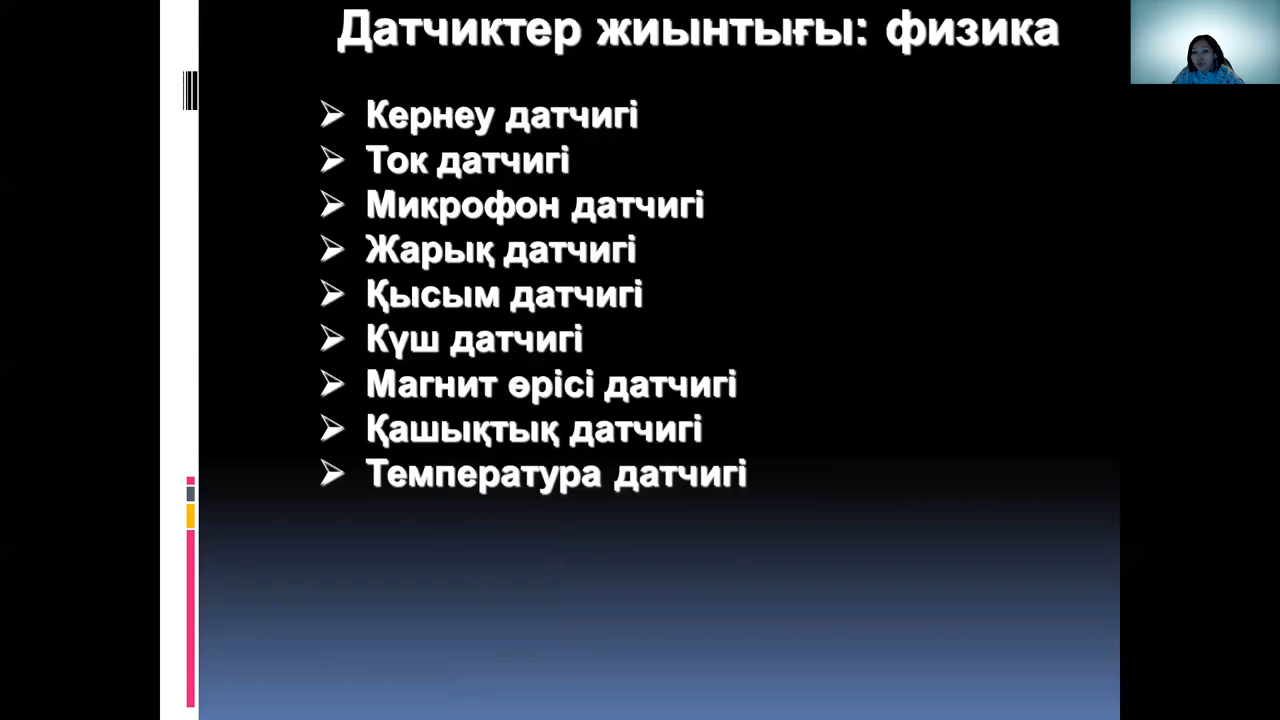 Датчиктер жиынтығы: физика
Кернеу датчигі
Ток датчигі
Микрофон датчигі
Жарық датчигі
Қысым датчигі
Күш датчигі
Магнит өрісі датчигі
Қашықтық датчигі
Температура датчигі